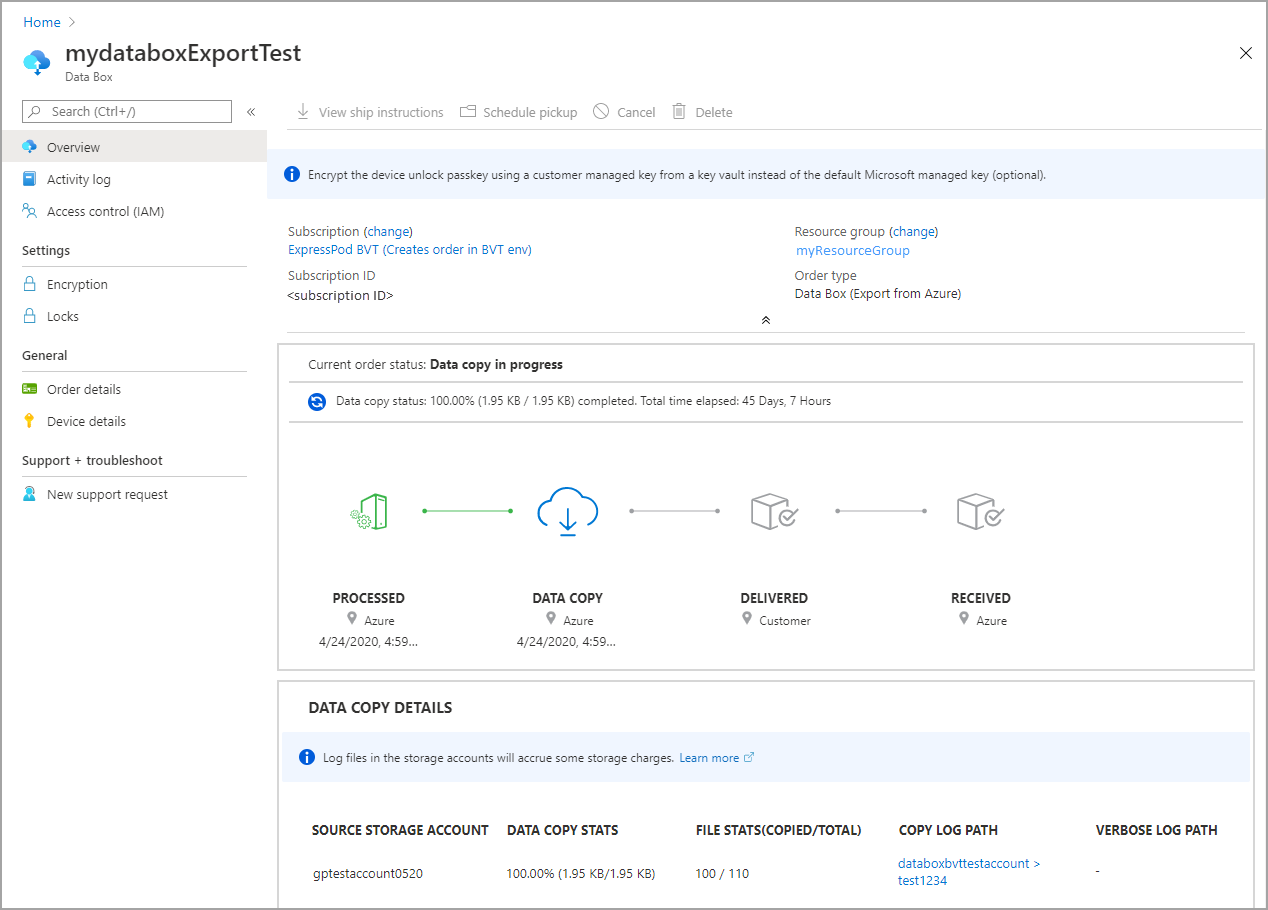 Home >
mydataboxExportTest
Data Box
Search (Ctrl+/)
«
View ship instructions Schedule pickup Cancel Delete
Overview
Activity log
Access control (IAM)
Settings
Encryption
Locks
General
Order details
Device details
Support + troubleshoot
New support request
Encrypt the device unlock passkey using a customer managed key from a key vault instead of the default Microsoft managed key (optional).
Subscription (change)
ExpressPod BVT (Creates order in BVT env)
Subscription ID
<subscription ID>
Resource group (change)
myResourceGroup
Order type
Data Box (Export from Azure)
Current order status: Data copy in progress
Data copy status: 100.00% (1.95 KB / 1.95 KB) completed. Total time elapsed: 45 Days, 7 Hours
PROCESSED DATA COPY DELIVERED RECEIVED
Azure Azure Customer Azure
4/24/2020, 4:59... 4/24/2020, 4:59...
DATA COPY DETAILS
Log files in the storage accounts will accrue some storage charges. Learn more
SOURCE STORAGE ACCOUNT DATA COPY STATS FILE STATS(COPIED/TOTAL) COPY LOG PATH VERBOSE LOG PATH
gptestaccount0520 100.00% (1.95 KB/1.95 KB) 100 / 110 databoxbvttestaccount > -
test1234